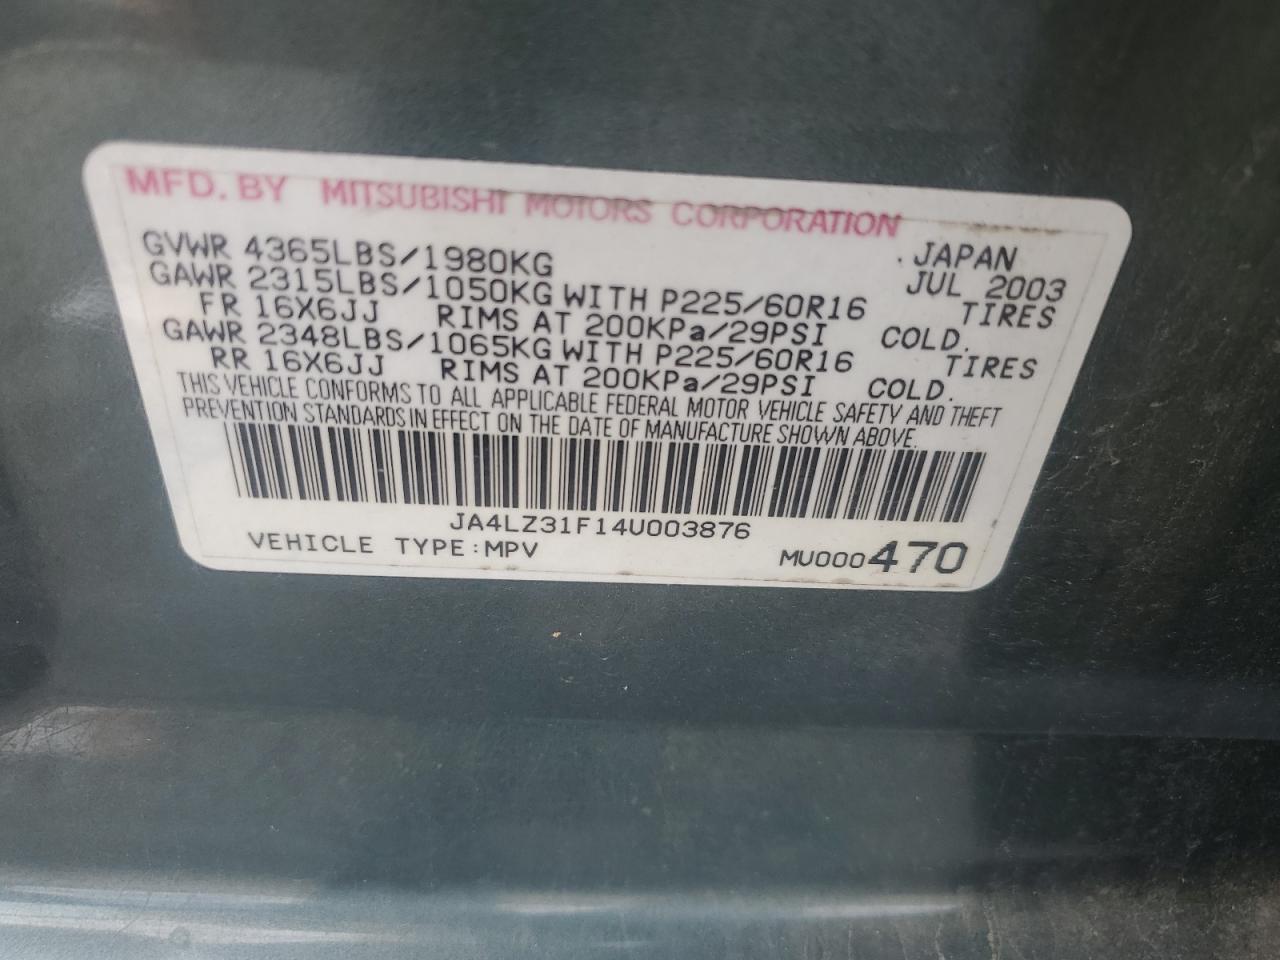 MFD. BY MITSUBISHI MOTORS CORPORATION
GVWR 4365LBS/1980KG .JAPAN
GAWR 2315LBS/1050KG WITH P225/60R16 JUL 2003
FR 16X6JJ RIMS AT 200KPa/29PSI COLD. TIRES
GAWR 2348LBS/1065KG WITH P225/60R16 TIRES
RR 16X6JJ RIMS AT 200KPa/29PSI COLD.
THIS VEHICLE CONFORMS TO ALL APPLICABLE FEDERAL MOTOR VEHICLE SAFETY AND THEFT
PREVENTION STANDARDS IN EFFECT ON THE DATE OF MANUFACTURE SHOWN ABOVE.
JA4LZ31F14U003876
VEHICLE TYPE:MPV MU000470